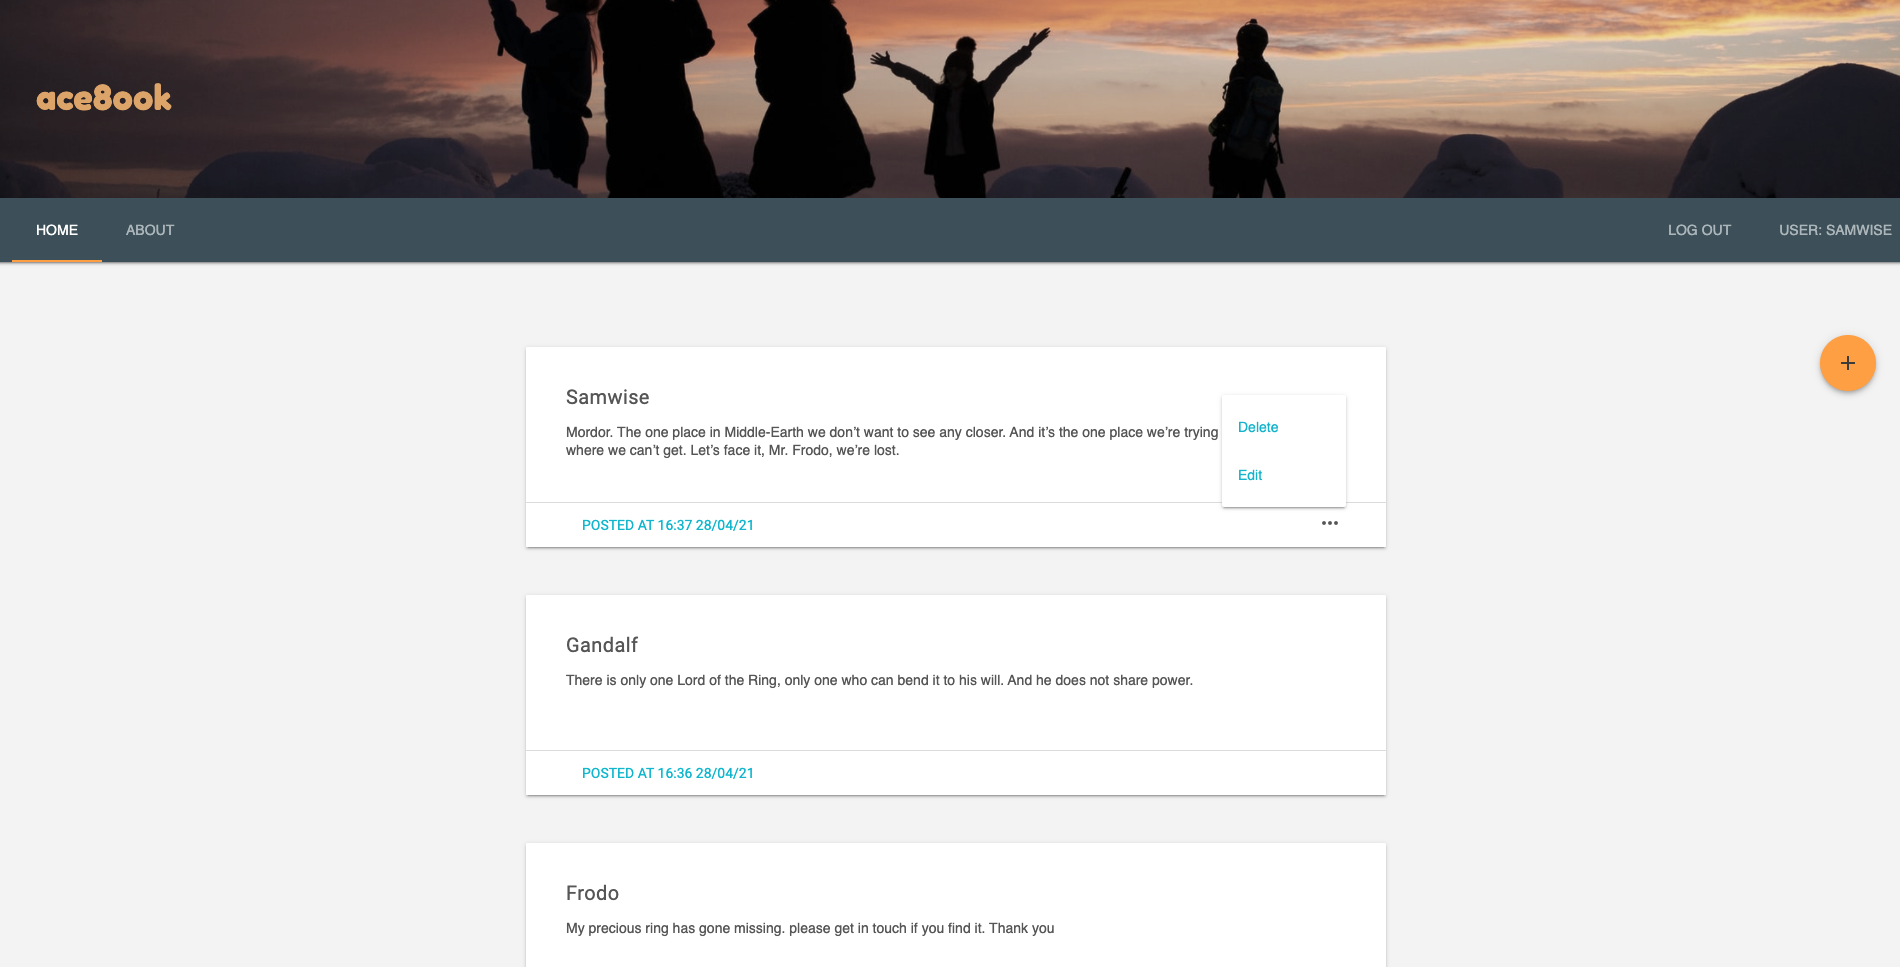 ace8ook
HOME
ABOUT
LOG OUT
USER: SAMWISE
+
Samwise
Mordor. The one place in Middle-Earth we don’t want to see any closer. And it’s the one place we’re trying
where we can’t get. Let’s face it, Mr. Frodo, we’re lost.
Delete
Edit
POSTED AT 16:37 28/04/21
Gandalf
There is only one Lord of the Ring, only one who can bend it to his will. And he does not share power.
POSTED AT 16:36 28/04/21
Frodo
My precious ring has gone missing. please get in touch if you find it. Thank you